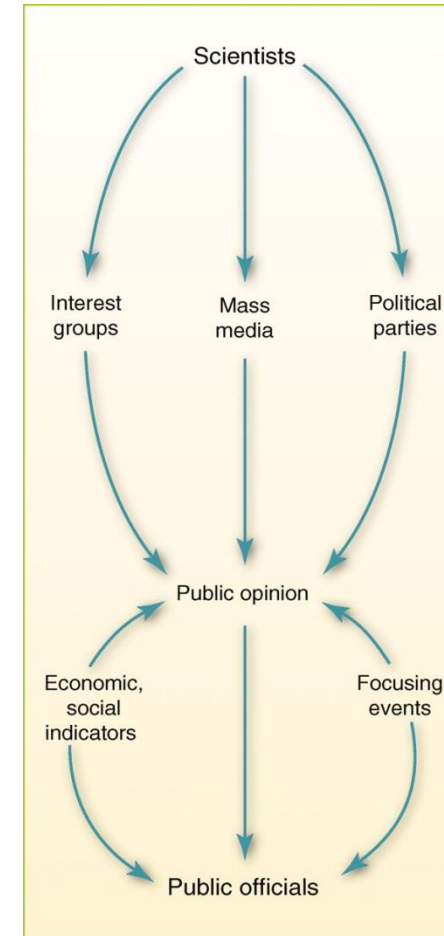 Scientists
Interest
groups
Mass
media
Political
parties
Public opinion
Economic,
social
indicators
Focusing
events
Public officials